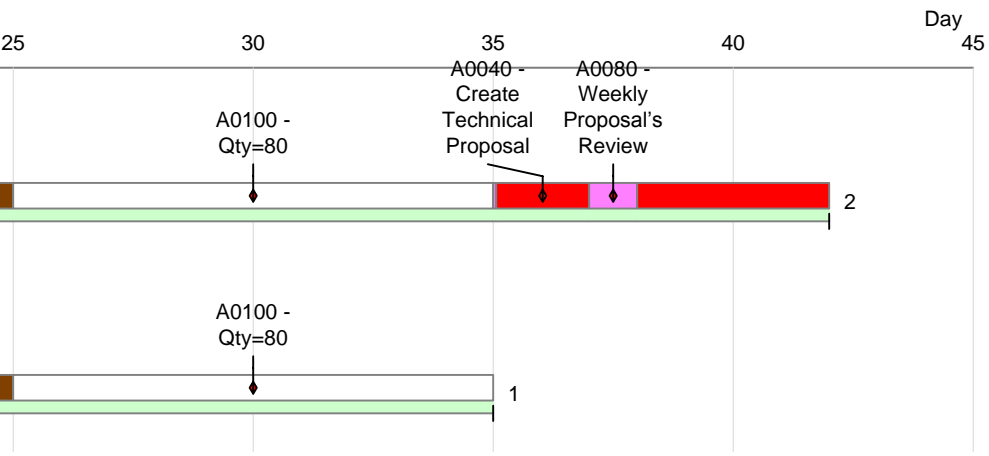 Day
25 30 35 40 45
A0100 -
Qty=80
A0040 -
Create
Technical
Proposal
A0080 -
Weekly
Proposal's
Review
2
A0100 -
Qty=80
1